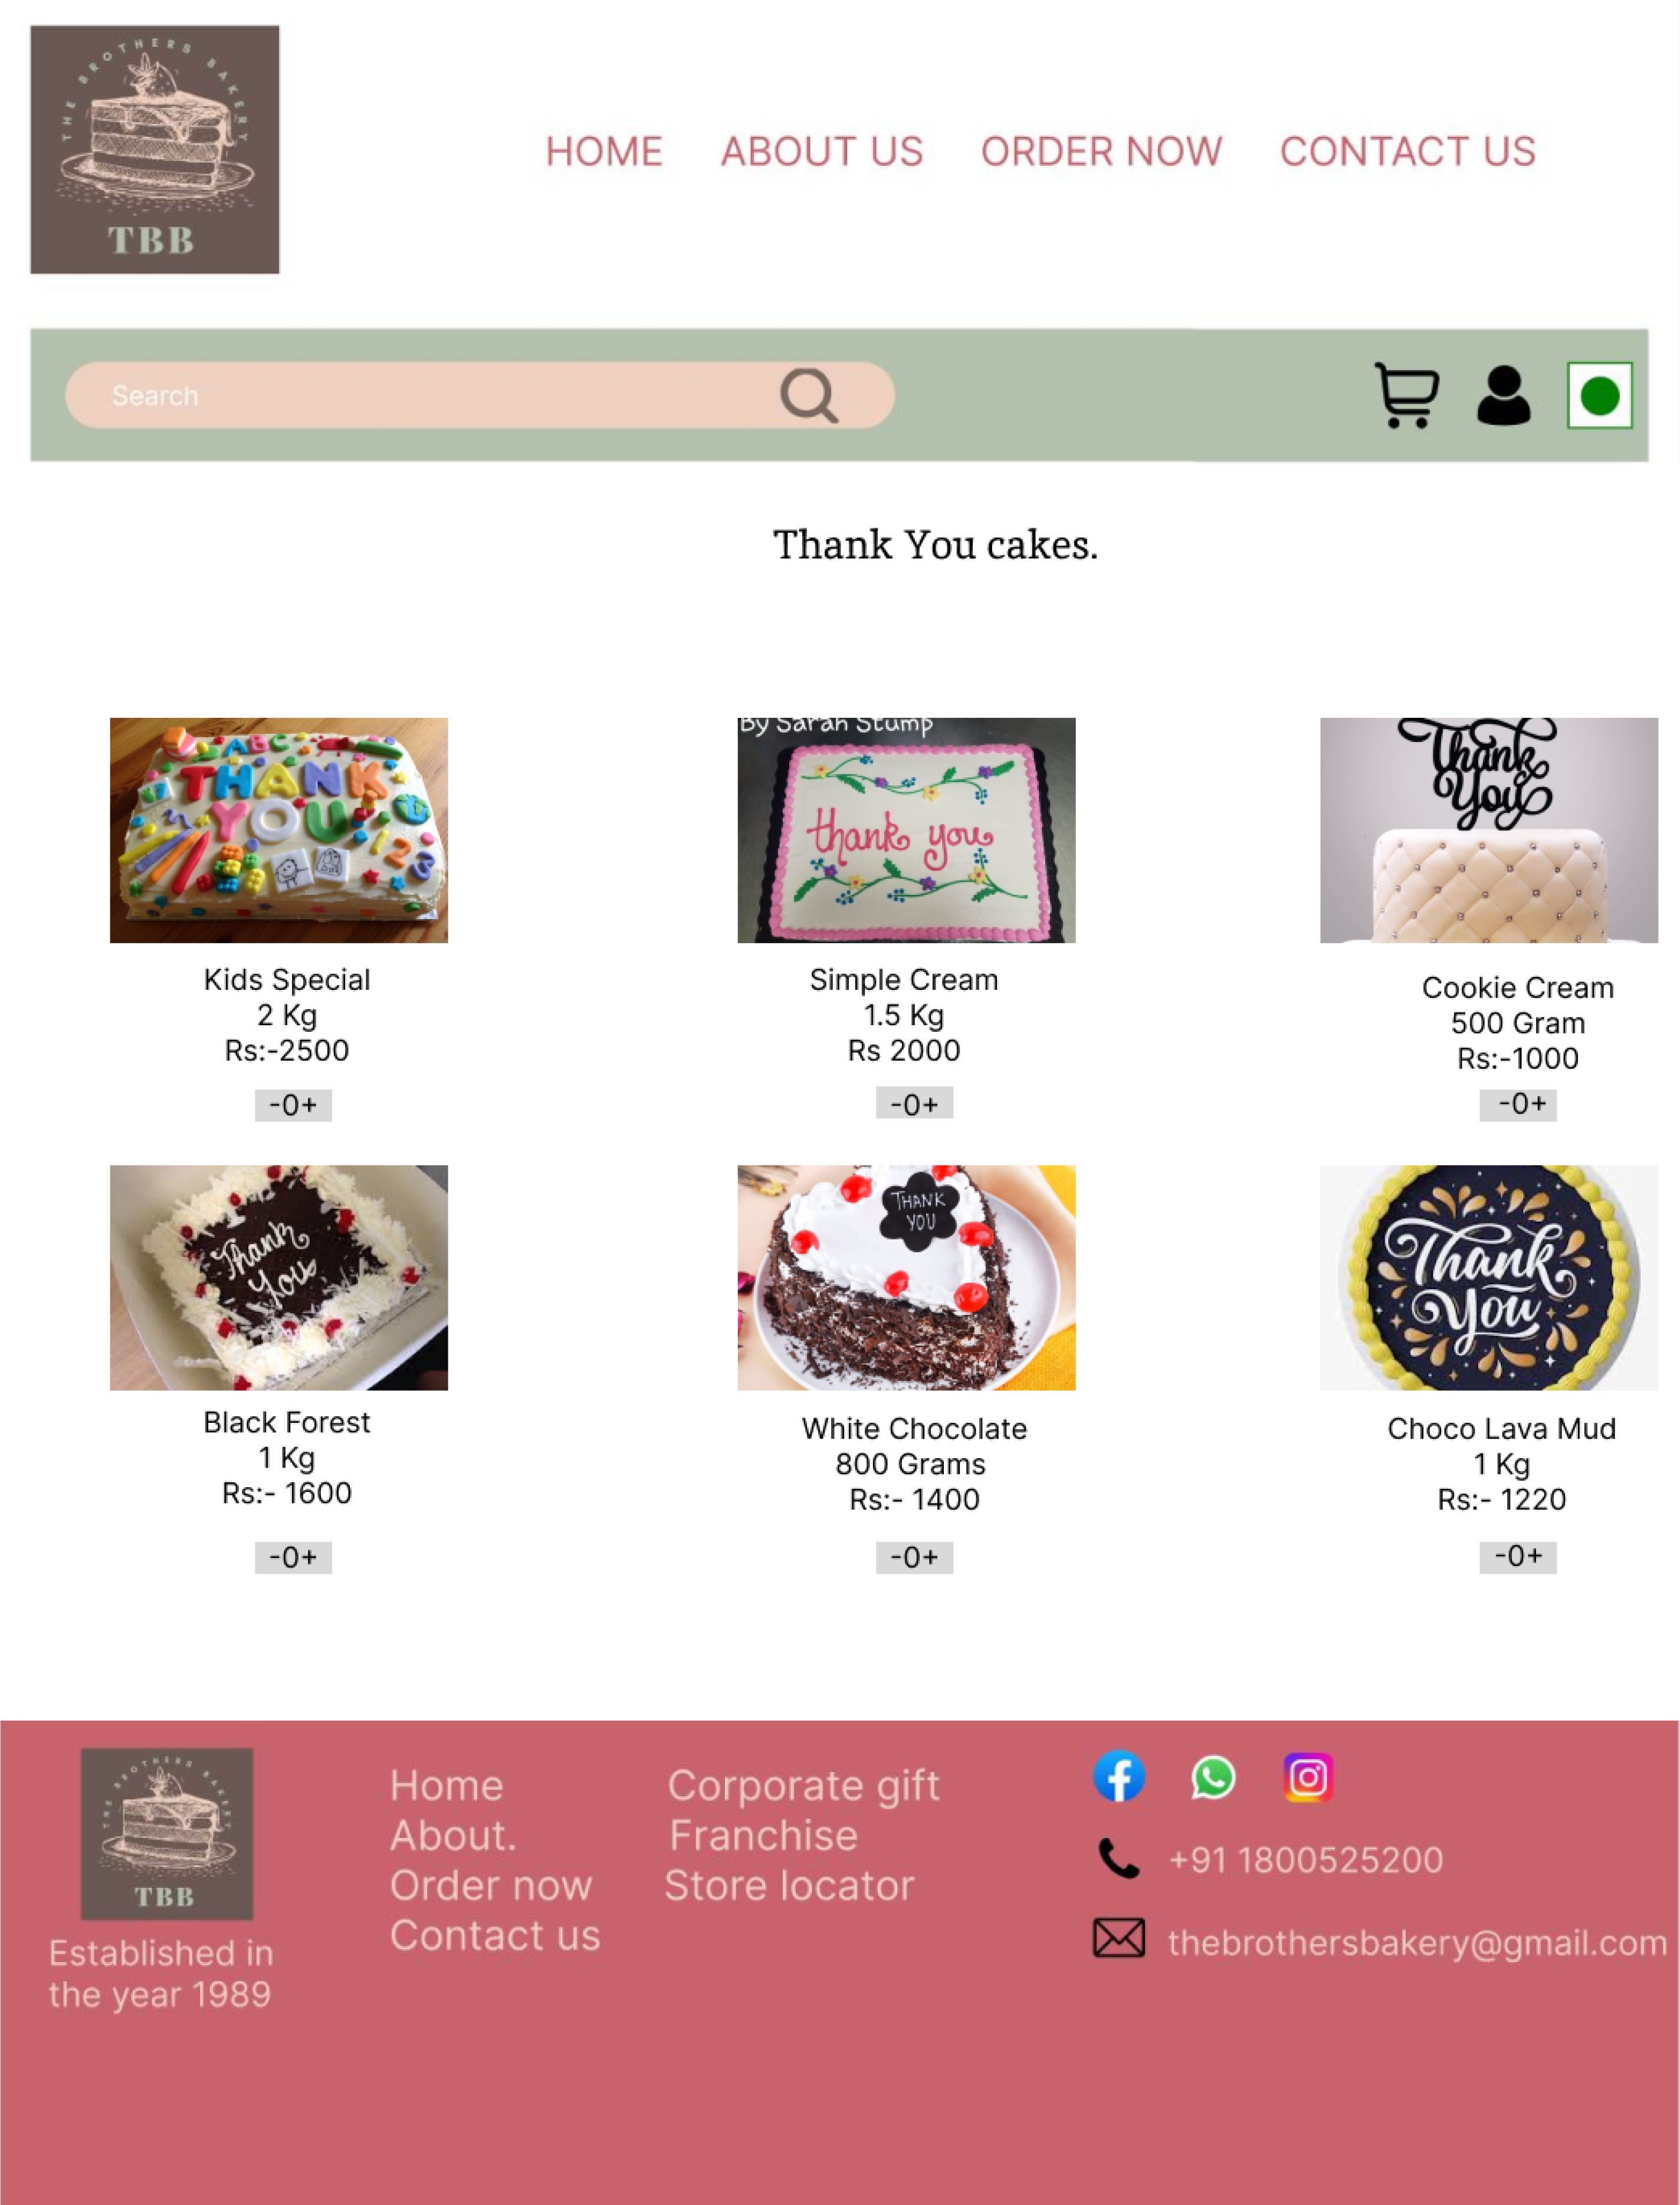 THE BROTHERS BAKERY
TBB
HOME ABOUT US ORDER NOW CONTACT US
Search
Thank You cakes.
ABC
THANK
YOU!
123
By Sarah Stump
thank you
Thank
You
Kids Special
2 Kg
Rs:-2500
-0+
Simple Cream
1.5 Kg
Rs 2000
-0+
Cookie Cream
500 Gram
Rs:-1000
-0+
Thank
You
THANK
YOU
Thank
You
Black Forest
1 Kg
Rs:- 1600
-0+
White Chocolate
800 Grams
Rs:- 1400
-0+
Choco Lava Mud
1 Kg
Rs:- 1220
-0+
THE BROTHERS BAKERY
TBB
Established in
the year 1989
Home
About.
Order now
Contact us
Corporate gift
Franchise
Store locator
+91 1800525200
thebrothersbakery@gmail.com